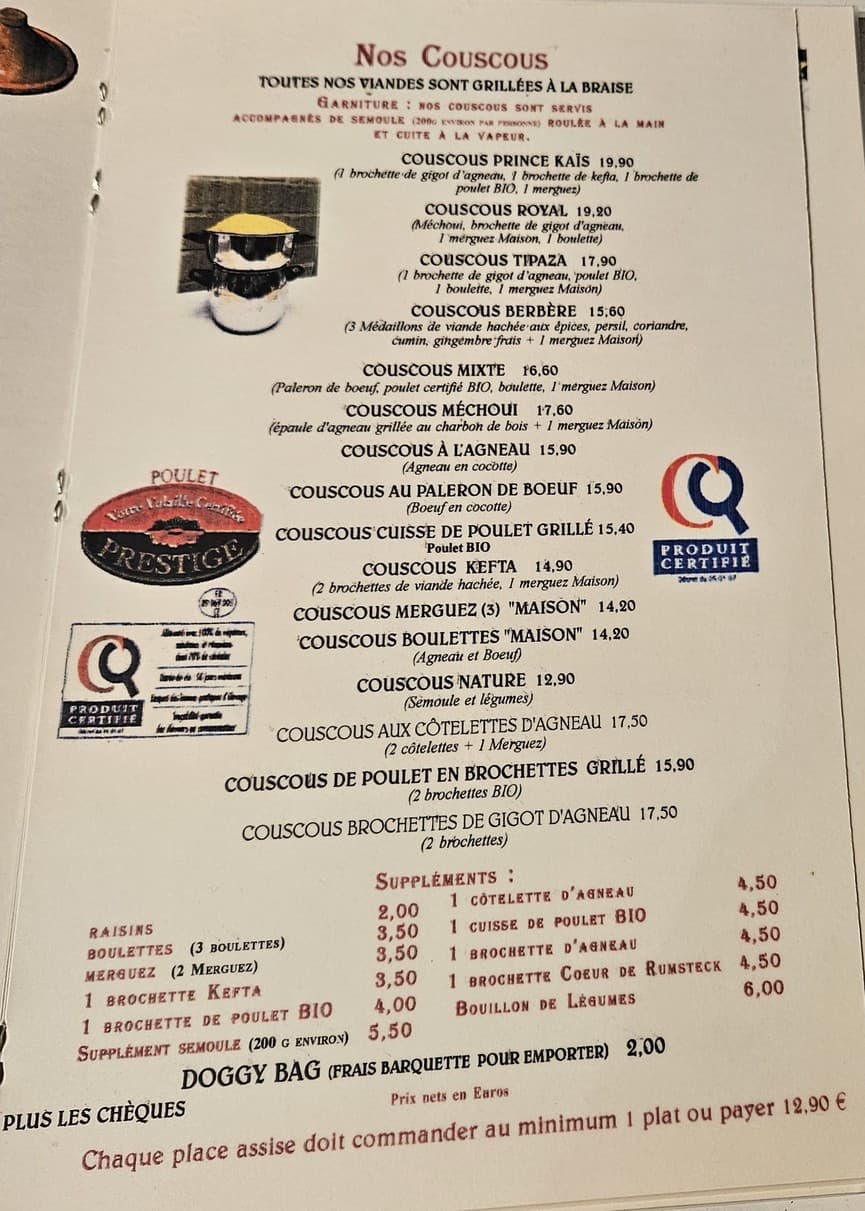 Nos Couscous
TOUTES NOS VIANDES SONT GRILLÉES À LA BRAISE
GARNITURE : NOS COUSCOUS SONT SERVIS
ACCOMPAGNÉS DE SEMOULE (200G ENVIRON PAR PERSONNE) ROULÉE À LA MAIN
ET CUITE À LA VAPEUR.
COUSCOUS PRINCE KAÏS 19,90
(1 brochette de gigot d'agneau, 1 brochette de kefta, 1 brochette de
poulet BIO, 1 merguez)
COUSCOUS ROYAL 19,20
(Méchoui, brochette de gigot d'agneau,
1 merguez Maison, 1 boulette)
COUSCOUS TIPAZA 17,90
(1 brochette de gigot d'agneau, poulet BIO,
1 boulette, 1 merguez Maison)
COUSCOUS BERBÈRE 15,60
(3 Médaillons de viande hachée aux épices, persil, coriandre,
cumin, gingembre frais + 1 merguez Maison)
COUSCOUS MIXTE 16,60
(Paleron de boeuf, poulet certifié BIO, boulette, 1 merguez Maison)
COUSCOUS MÉCHOUI 17,60
(épaule d'agneau grillée au charbon de bois + 1 merguez Maison)
COUSCOUS À L'AGNEAU 15,90
(Agneau en cocotte)
COUSCOUS AU PALERON DE BOEUF 15,90
(Boeuf en cocotte)
COUSCOUS CUISSE DE POULET GRILLÉ 15,40
Poulet BIO
COUSCOUS KEFTA 14,90
(2 brochettes de viande hachée, 1 merguez Maison)
COUSCOUS MERGUEZ (3) "MAISON" 14,20
COUSCOUS BOULETTES "MAISON" 14,20
(Agneau et Boeuf)
COUSCOUS NATURE 12,90
(Semoule et légumes)
COUSCOUS AUX CÔTELETTES D'AGNEAU 17,50
(2 côtelettes + 1 Merguez)
COUSCOUS DE POULET EN BROCHETTES GRILLÉ 15,90
(2 brochettes BIO)
COUSCOUS BROCHETTES DE GIGOT D'AGNEAU 17,50
(2 brochettes)
POULET
Votre Volaille Certifiée
PRESTIGE
PRODUIT
CERTIFIÉ
PRODUIT
CERTIFIÉ
SUPPLÉMENTS :
RAISINS 2,00
BOULETTES (3 BOULETTES) 3,50
MERGUEZ (2 MERGUEZ) 3,50
1 BROCHETTE KEFTA 3,50
1 BROCHETTE DE POULET BIO 4,00
SUPPLÉMENT SEMOULE (200 G ENVIRON) 5,50
1 CÔTELETTE D'AGNEAU 4,50
1 CUISSE DE POULET BIO 4,50
1 BROCHETTE D'AGNEAU 4,50
1 BROCHETTE COEUR DE RUMSTECK 4,50
BOUILLON DE LÉGUMES 6,00
DOGGY BAG (FRAIS BARQUETTE POUR EMPORTER) 2,00
PLUS LES CHÈQUES
Prix nets en Euros
Chaque place assise doit commander au minimum 1 plat ou payer 12,90 €